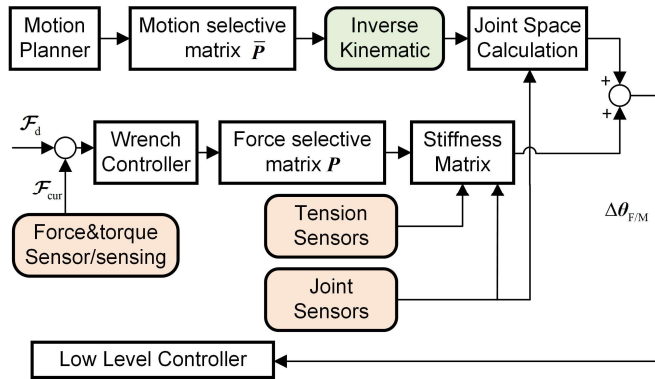 Motion
Planner
Motion selective
matrix P̅
Inverse
Kinematic
Joint Space
Calculation
+
+
ℱd
ℱcur
Wrench
Controller
Force selective
matrix P
Stiffness
Matrix
Tension
Sensors
Force&torque
Sensor/sensing
Joint
Sensors
ΔθF/M
Low Level Controller